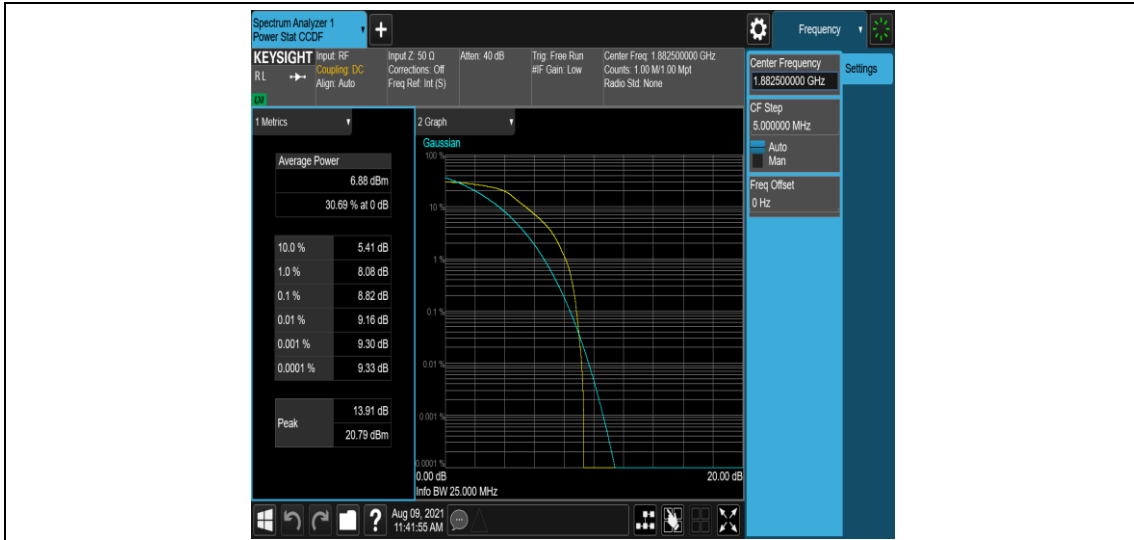 Spectrum Analyzer 1
Power Stat CCDF
Frequency
KEYSIGHT
RL
Input: RF
Coupling: DC
Align: Auto
Input Z: 50 Ω
Corrections: Off
Freq Ref: Int (S)
Atten: 40 dB
Trig: Free Run
#IF Gain: Low
Center Freq: 1.882500000 GHz
Counts: 1.00 M/1.00 Mpt
Radio Std: None
Center Frequency
1.882500000 GHz
Settings
CF Step
5.000000 MHz
Auto
Man
Freq Offset
0 Hz
1 Metrics
Average Power
6.88 dBm
30.69 % at 0 dB
10.0 % 5.41 dB
1.0 % 8.08 dB
0.1 % 8.82 dB
0.01 % 9.16 dB
0.001 % 9.30 dB
0.0001 % 9.33 dB
Peak
13.91 dB
20.79 dBm
2 Graph
Gaussian
100 %
10 %
1 %
0.1 %
0.01 %
0.001 %
0.0001 %
0.00 dB 20.00 dB
Info BW 25.000 MHz
?
Aug 09, 2021
11:41:55 AM